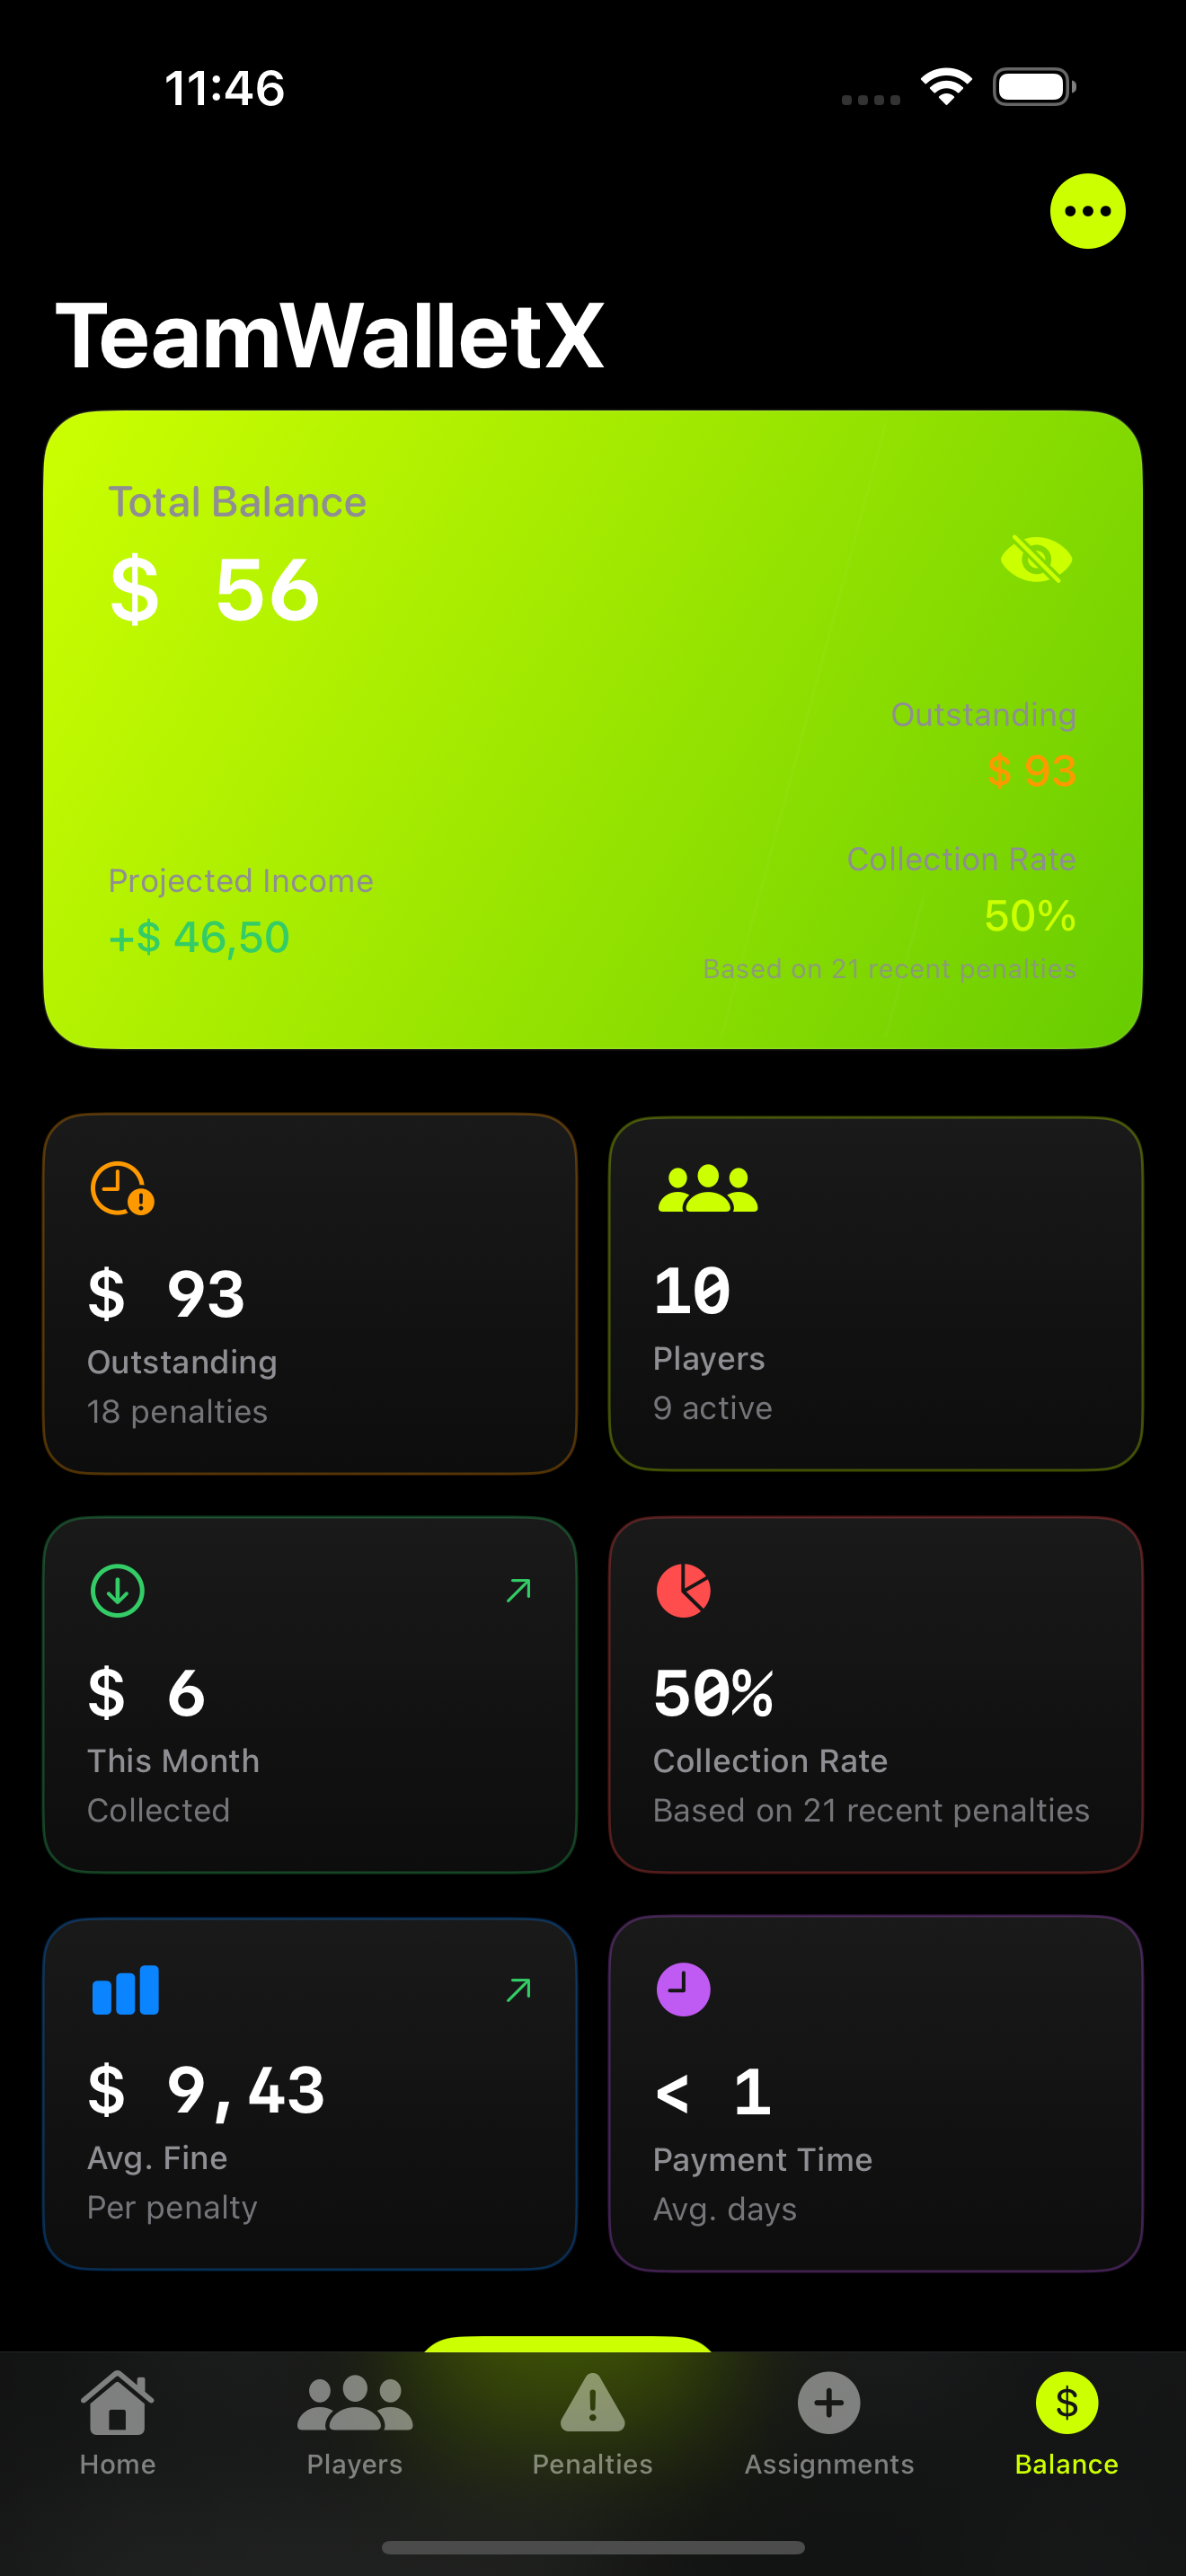 11:46
TeamWalletX
Total Balance
$ 56
Outstanding
$ 93
Projected Income
+$ 46,50
Collection Rate
50%
Based on 21 recent penalties
$ 93
Outstanding
18 penalties
10
Players
9 active
$ 6
This Month
Collected
50%
Collection Rate
Based on 21 recent penalties
$ 9,43
Avg. Fine
Per penalty
< 1
Payment Time
Avg. days
Home
Players
Penalties
Assignments
$
Balance